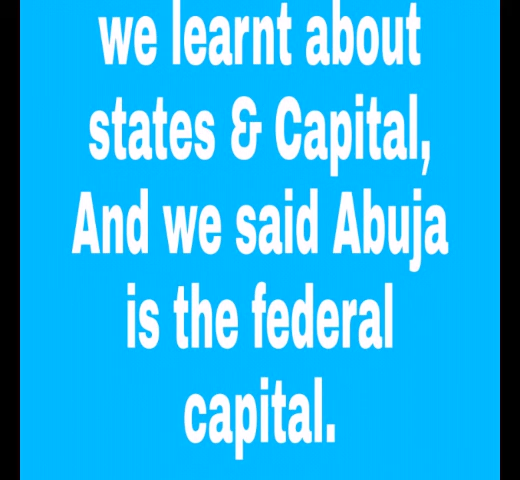 we learnt about
states & Capital,
And we said Abuja
is the federal
capital.